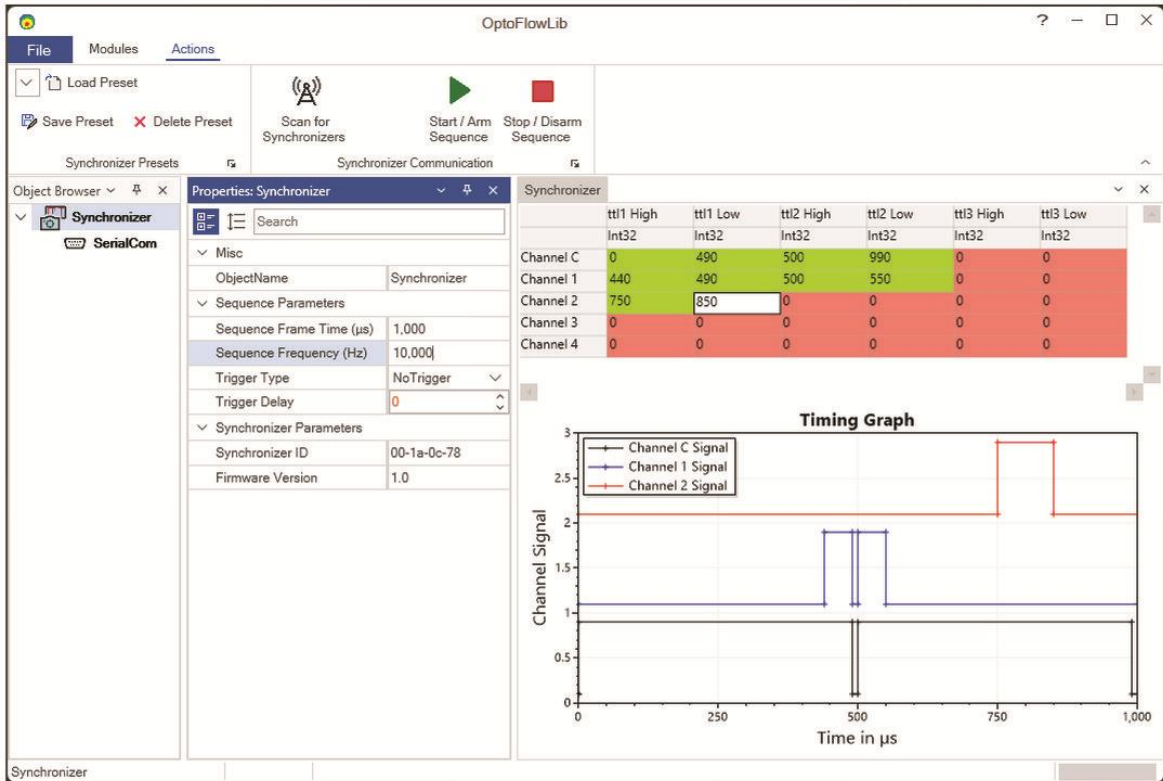 OptoFlowLib
File Modules Actions
Load Preset
Save Preset Delete Preset
Scan for Synchronizers
Start / Arm Sequence
Stop / Disarm Sequence
Synchronizer Presets Synchronizer Communication
Object Browser
Synchronizer
SerialCom
Properties: Synchronizer
Search
Misc
ObjectName Synchronizer
Sequence Parameters
Sequence Frame Time (µs) 1,000
Sequence Frequency (Hz) 10,000
Trigger Type NoTrigger
Trigger Delay 0
Synchronizer Parameters
Synchronizer ID 00-1a-0c-78
Firmware Version 1.0
Synchronizer
ttl1 High ttl1 Low ttl2 High ttl2 Low ttl3 High ttl3 Low
Int32 Int32 Int32 Int32 Int32 Int32
Channel C 0 490 500 990 0 0
Channel 1 440 490 500 550 0 0
Channel 2 750 850 0 0 0 0
Channel 3 0 0 0 0 0 0
Channel 4 0 0 0 0 0 0
Timing Graph
Channel C Signal
Channel 1 Signal
Channel 2 Signal
Channel Signal
3
2.5
2
1.5
1
0.5
0
0 250 500 750 1,000
Time in µs
Synchronizer